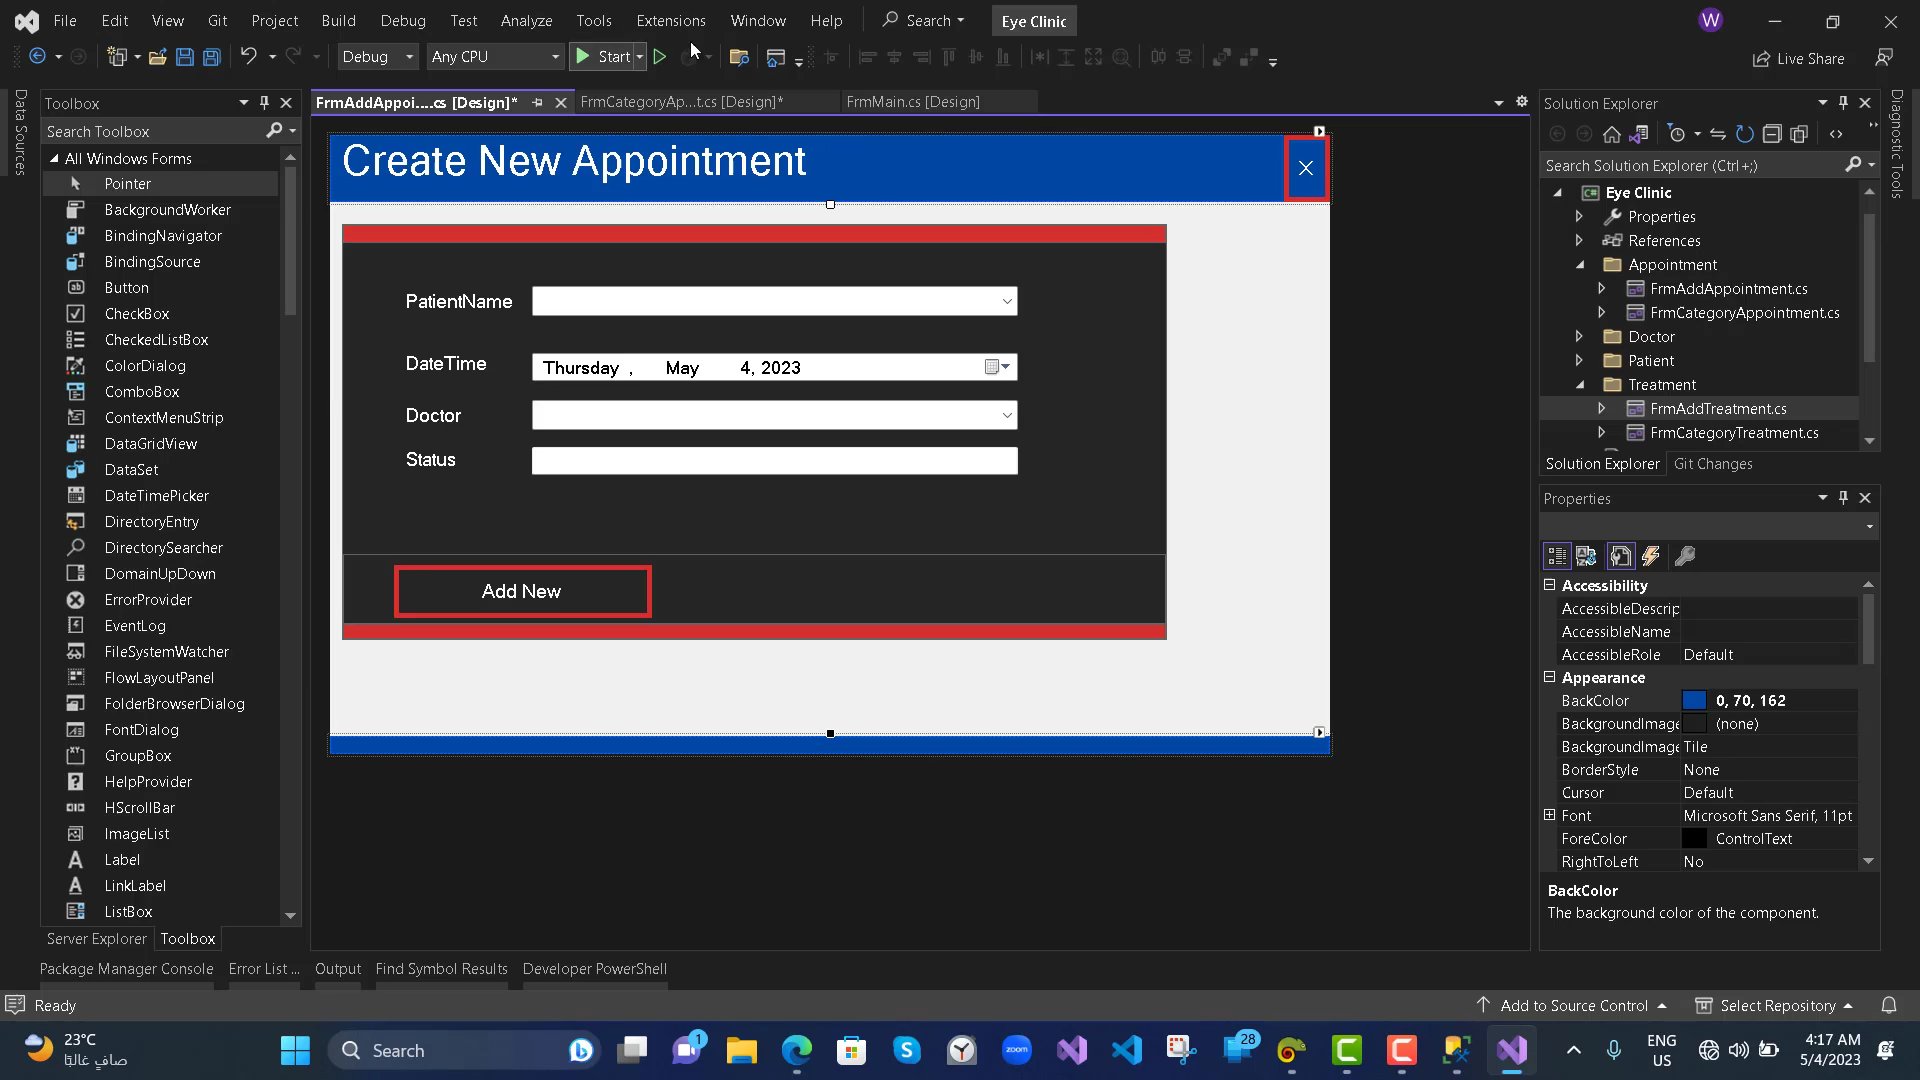 File Edit View Git Project Build Debug Test Analyze Tools Extensions Window Help Search Eye Clinic W
Debug Any CPU Start Live Share
Data Sources
Toolbox
Search Toolbox
All Windows Forms
Pointer
BackgroundWorker
BindingNavigator
BindingSource
Button
CheckBox
CheckedListBox
ColorDialog
ComboBox
ContextMenuStrip
DataGridView
DataSet
DateTimePicker
DirectoryEntry
DirectorySearcher
DomainUpDown
ErrorProvider
EventLog
FileSystemWatcher
FlowLayoutPanel
FolderBrowserDialog
FontDialog
GroupBox
HelpProvider
HScrollBar
ImageList
Label
LinkLabel
ListBox
Server Explorer Toolbox
FrmAddAppoi....cs [Design]* FrmCategoryAp...t.cs [Design]* FrmMain.cs [Design]
Create New Appointment
PatientName
DateTime Thursday , May 4, 2023
Doctor
Status
Add New
Solution Explorer
Search Solution Explorer (Ctrl+;)
Eye Clinic
Properties
References
Appointment
FrmAddAppointment.cs
FrmCategoryAppointment.cs
Doctor
Patient
Treatment
FrmAddTreatment.cs
FrmCategoryTreatment.cs
Solution Explorer Git Changes
Properties
Accessibility
AccessibleDescrip
AccessibleName
AccessibleRole Default
Appearance
BackColor 0, 70, 162
BackgroundImage (none)
BackgroundImage Tile
BorderStyle None
Cursor Default
Font Microsoft Sans Serif, 11pt
ForeColor ControlText
RightToLeft No
BackColor
The background color of the component.
Diagnostic Tools
Package Manager Console Error List ... Output Find Symbol Results Developer PowerShell
Ready Add to Source Control Select Repository
23°C
صافٍ غالبًا
Search 1 zoom 28
ENG
US
4:17 AM
5/4/2023